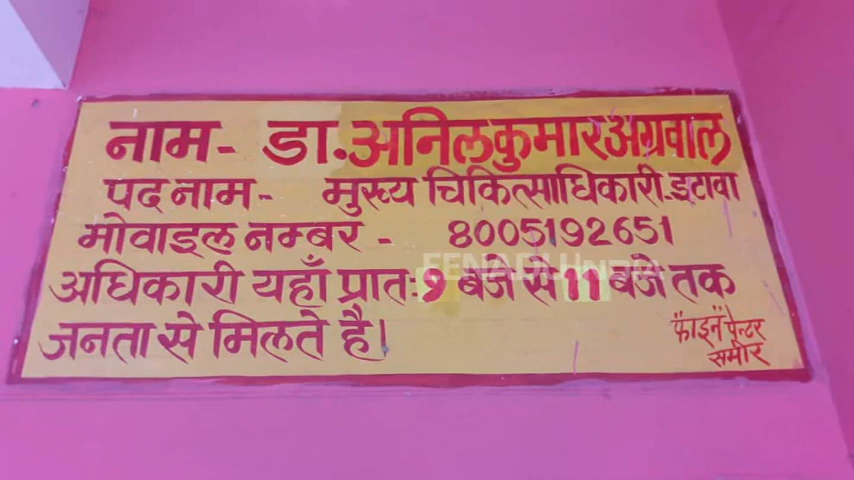 नाम- डा.अनिलकुमारअग्रवाल
पद नाम- मुख्य चिकित्साधिकारी.इटावा
मोवाइल नम्बर - 8005192651
अधिकारी यहाँ प्रातः 9 बजे से 11 बजे तक
जनता से मिलते है।
"फाइन" पेन्टर
समीर